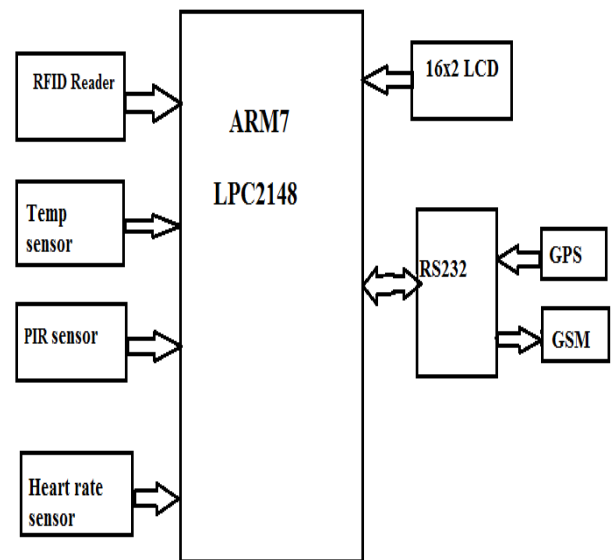 RFID Reader
Temp
sensor
PIR sensor
Heart rate
sensor
ARM7
LPC2148
16x2 LCD
RS232
GPS
GSM